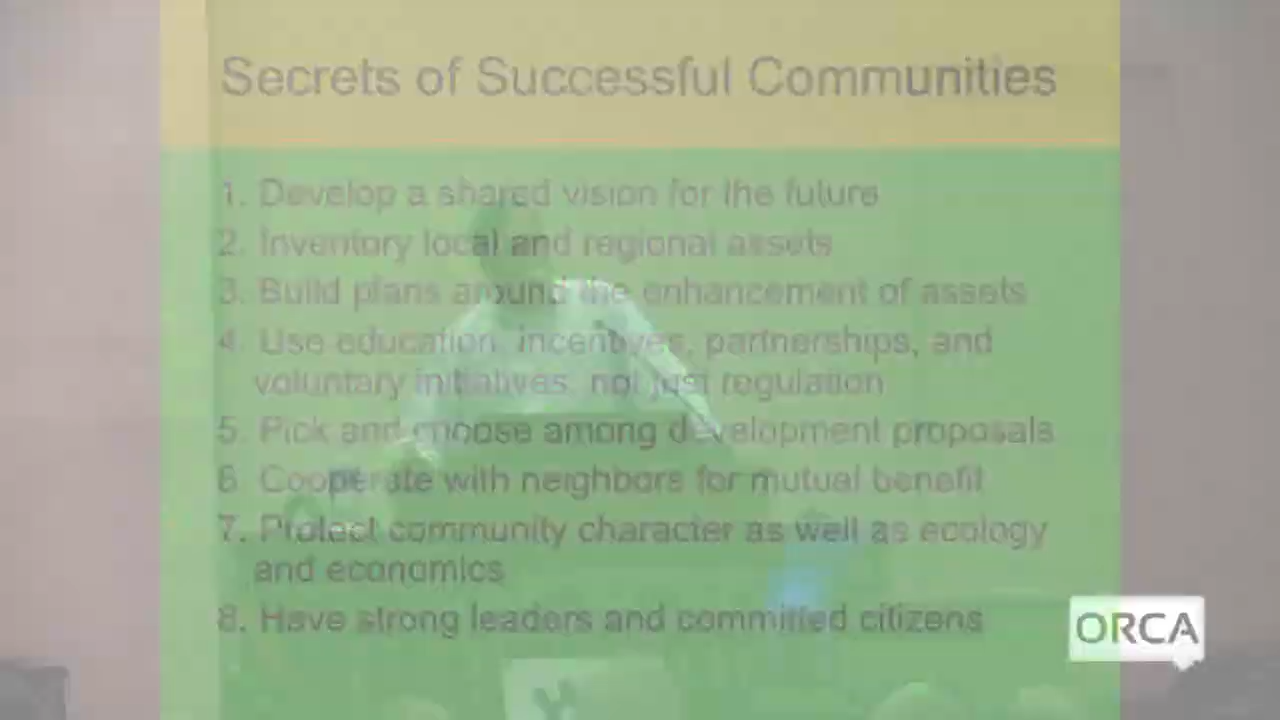 Secrets of Successful Communities
1. Develop a shared vision for the future
2. Inventory local and regional assets
3. Build plans around the enhancement of assets
4. Use education, incentives, partnerships, and
voluntary initiatives, not just regulation
5. Pick and choose among development proposals
6. Cooperate with neighbors for mutual benefit
7. Protect community character as well as ecology
and economics
8. Have strong leaders and committed citizens
ORCA